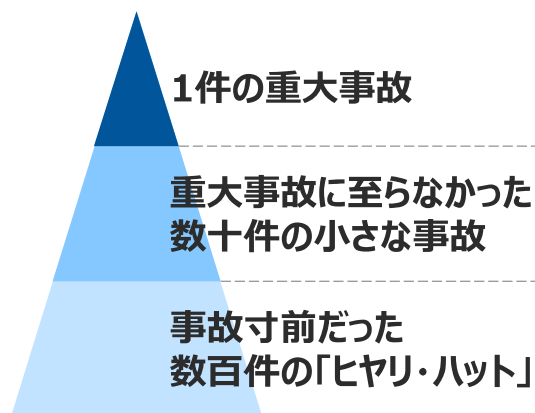 1件の重大事故
重大事故に至らなかった
数十件の小さな事故
事故寸前だった
数百件の「ヒヤリ・ハット」